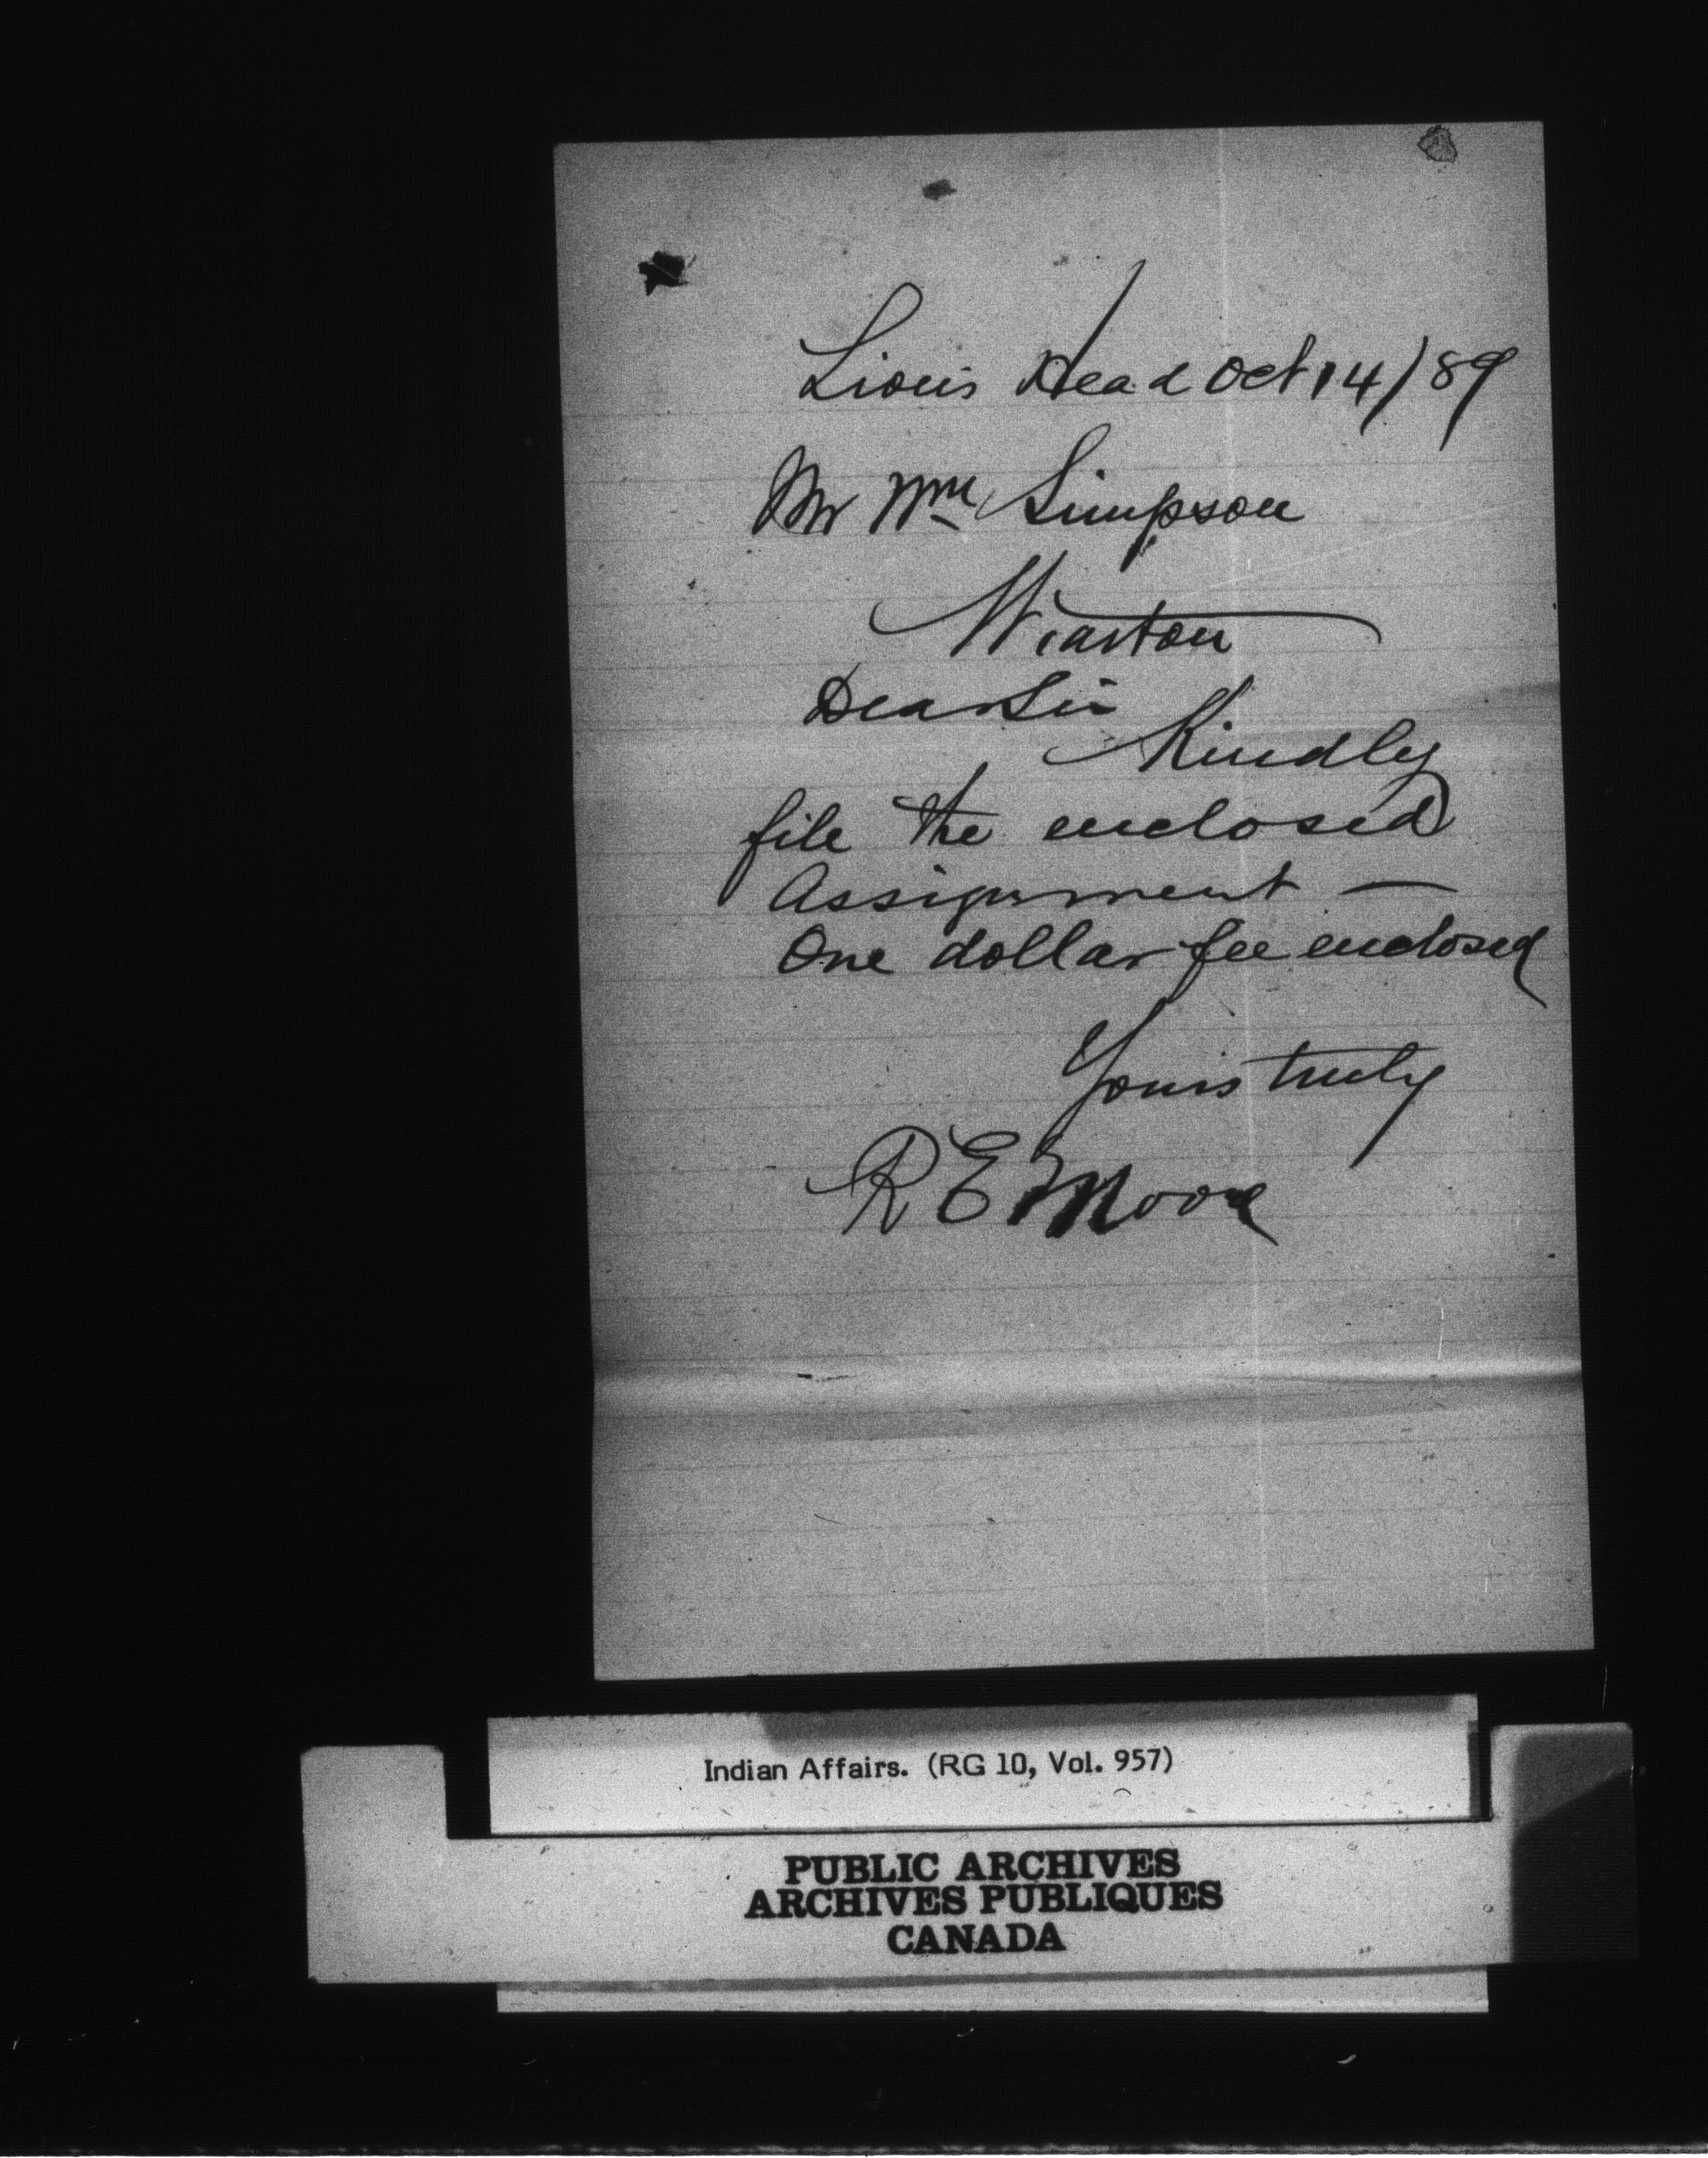 Lion's Head Oct 14/89
Mr Wm Simpson
Wiarton
Dear Sir
Kindly
file the enclosed
Assignment —
One dollar fee enclosed
Yours truly
R E Moore
Indian Affairs. (RG 10, Vol. 957)
PUBLIC ARCHIVES
ARCHIVES PUBLIQUES
CANADA